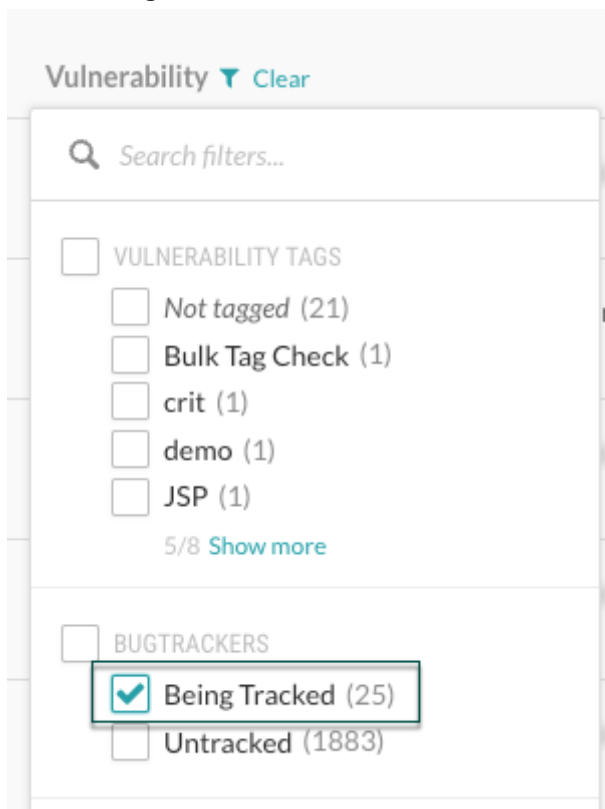 Vulnerability Clear
Search filters...
VULNERABILITY TAGS
Not tagged (21)
Bulk Tag Check (1)
crit (1)
demo (1)
JSP (1)
5/8 Show more
BUGTRACKERS
Being Tracked (25)
Untracked (1883)